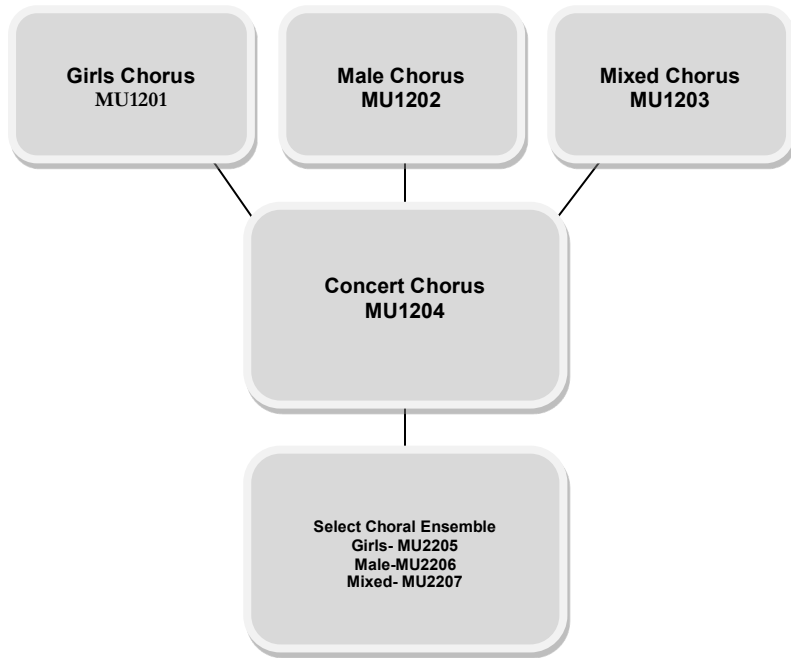 Girls Chorus
MU1201
Male Chorus
MU1202
Mixed Chorus
MU1203
Concert Chorus
MU1204
Select Choral Ensemble
Girls- MU2205
Male-MU2206
Mixed- MU2207